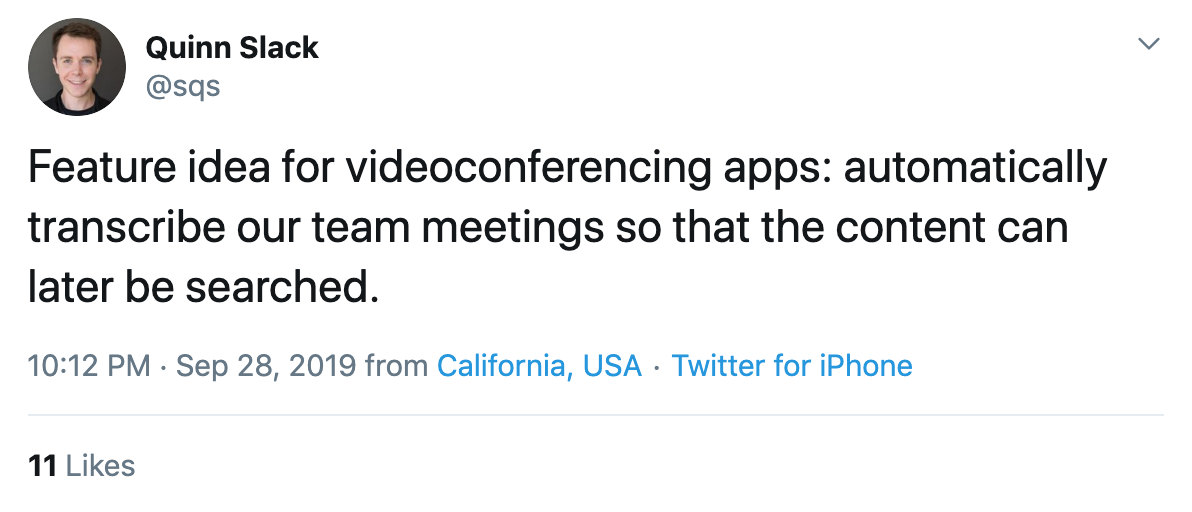 Quinn Slack
@sqs
Feature idea for videoconferencing apps: automatically
transcribe our team meetings so that the content can
later be searched.
10:12 PM · Sep 28, 2019 from California, USA · Twitter for iPhone
11 Likes